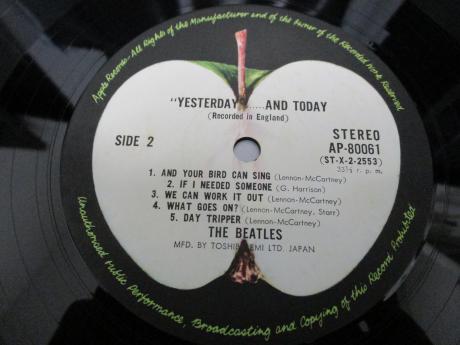 Apple Records—All Rights of the Manufacturer and of the Owner of the Recorded Work Reserved.
"YESTERDAY"......AND TODAY
(Recorded in England)
SIDE 2
STEREO
AP-80061
(ST-X-2-2553)
33⅓ r. p. m.
1. AND YOUR BIRD CAN SING (Lennon-McCartney)
2. IF I NEEDED SOMEONE (G. Harrison)
3. WE CAN WORK IT OUT (Lennon-McCartney)
4. WHAT GOES ON? (Lennon-McCartney, Starr)
5. DAY TRIPPER (Lennon-McCartney)
THE BEATLES
MFD. BY TOSHIBA EMI LTD. JAPAN
Unauthorised Public Performance, Broadcasting and Copying of this Record Prohibited